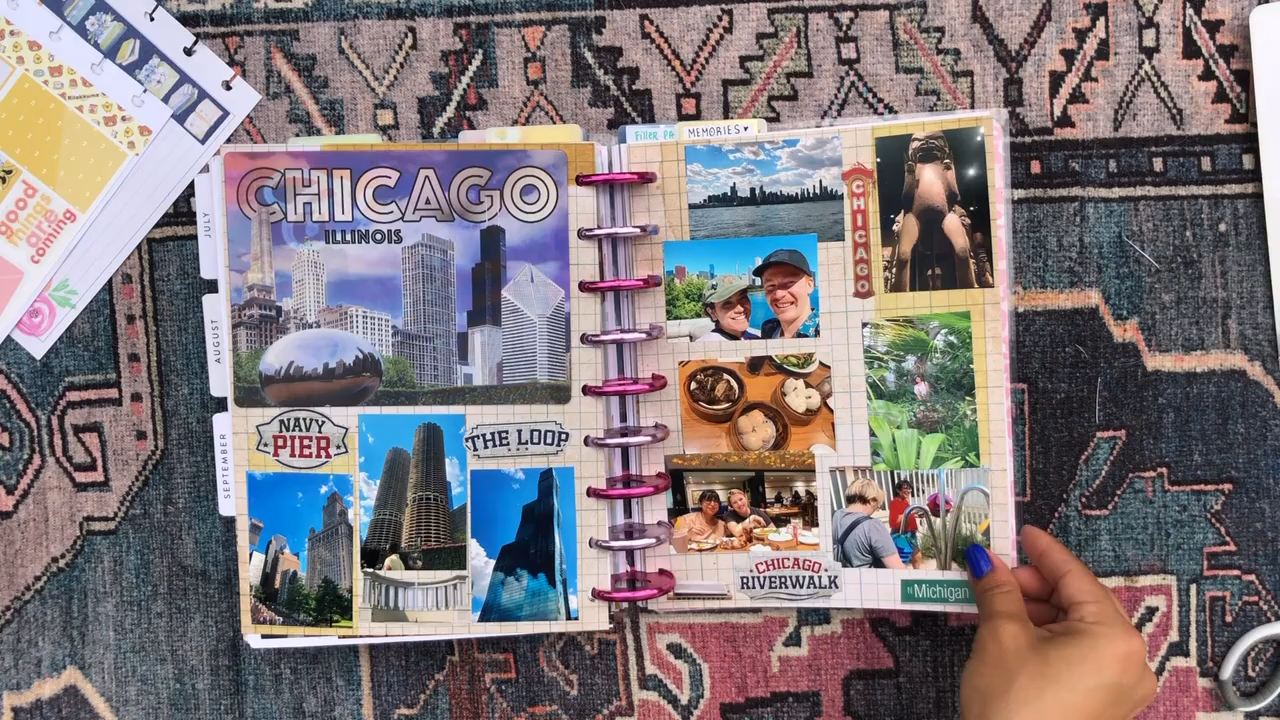 good
things
are
coming
JULY
AUGUST
SEPTEMBER
CHICAGO
ILLINOIS
NAVY
PIER
THE LOOP
Filler PA
MEMORIES
CHICAGO
CHICAGO
RIVERWALK
N Michigan